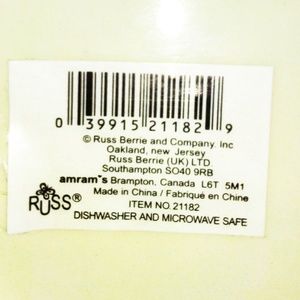 0 39915 21182 9
© Russ Berrie and Company. Inc
Oakland, new Jersey
Russ Berrie (UK) LTD
Southampton SO40 9RB
amram's Brampton, Canada L6T 5M1
Made in China / Fabriqué en Chine
RUSS®
ITEM NO. 21182
DISHWASHER AND MICROWAVE SAFE